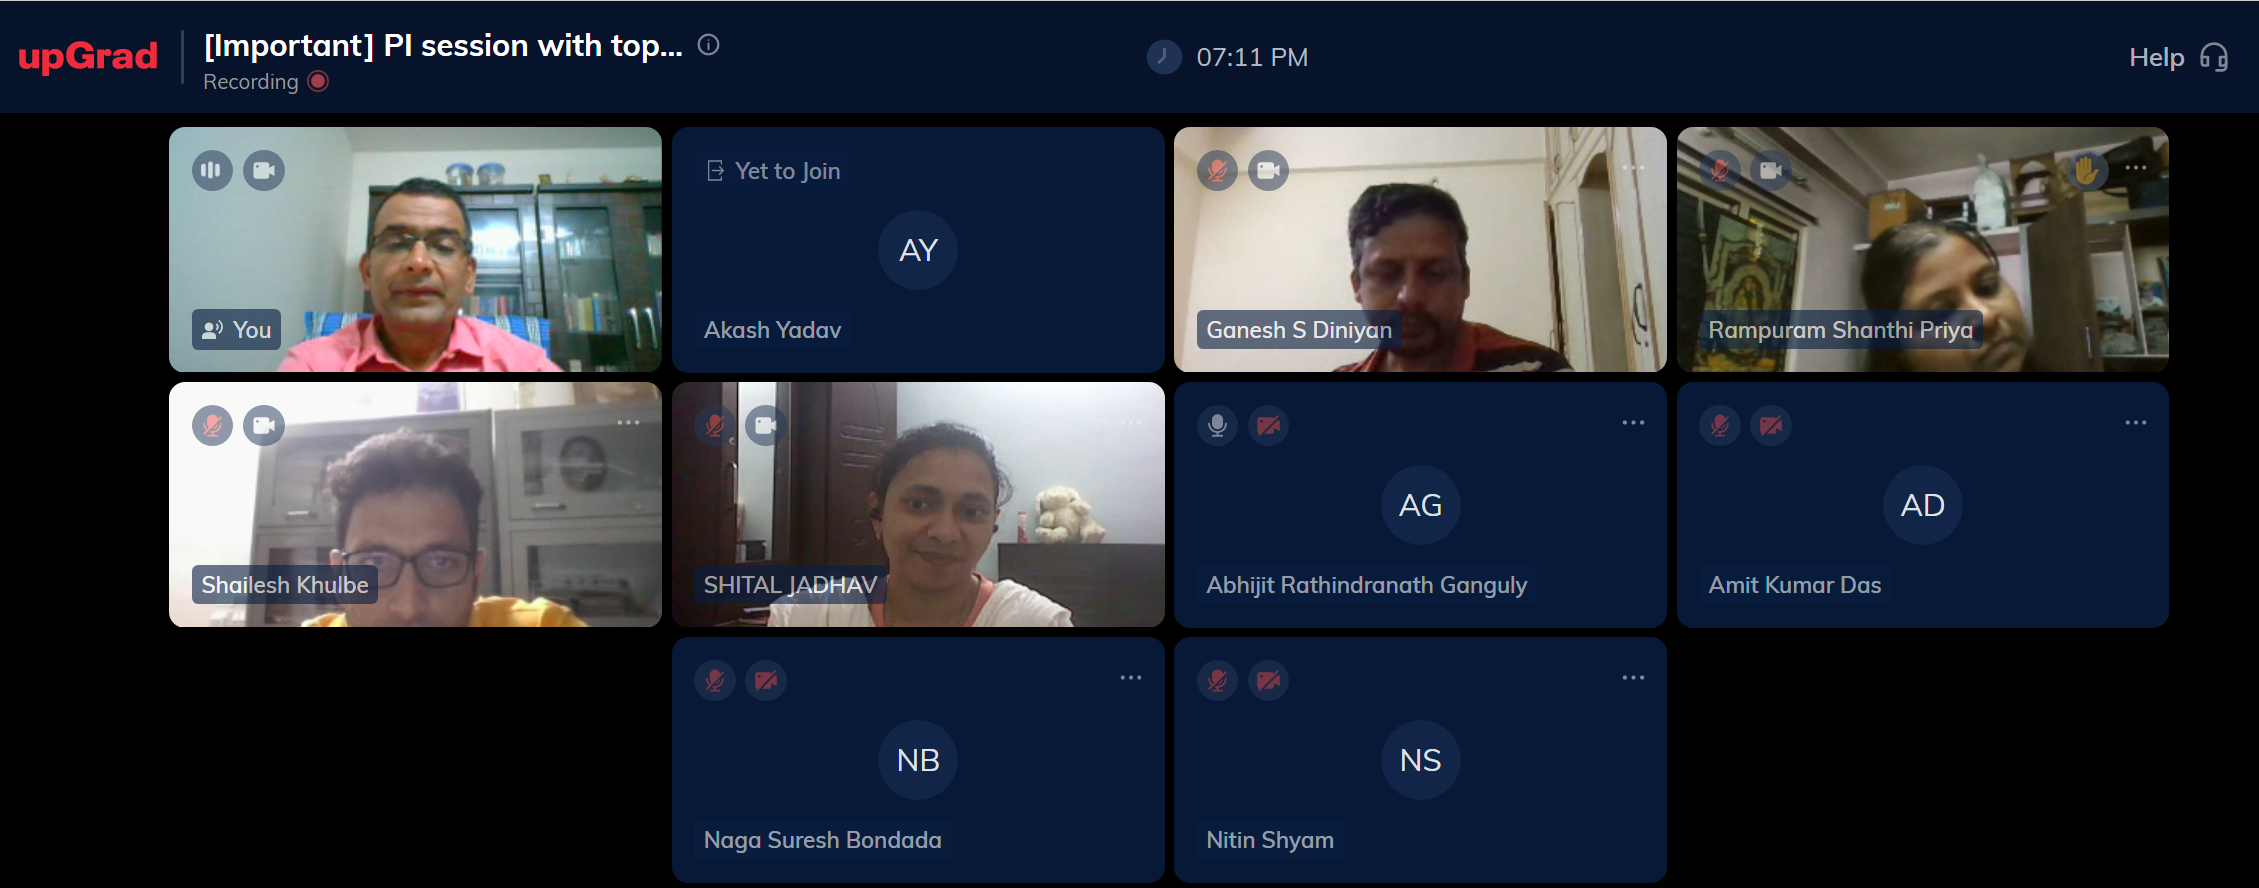 upGrad
[Important] PI session with top...
Recording
07:11 PM
Help
You
Yet to Join
AY
Akash Yadav
Ganesh S Diniyan
Rampuram Shanthi Priya
Shailesh Khulbe
SHITAL JADHAV
AG
Abhijit Rathindranath Ganguly
AD
Amit Kumar Das
NB
Naga Suresh Bondada
NS
Nitin Shyam